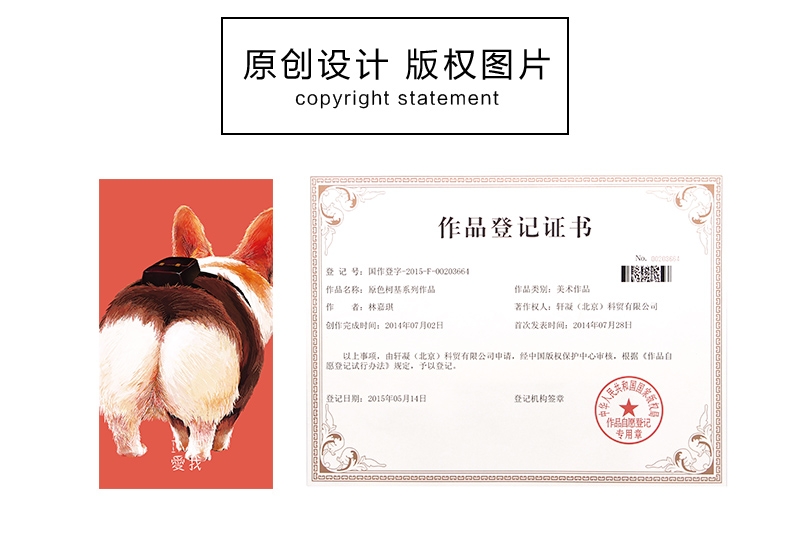 原创设计 版权图片
copyright statement
作品登记证书
No. 00203664
登 记 号：国作登字-2015-F-00203664
作品名称：原色柯基系列作品
作品类别：美术作品
作 者：林嘉琪
著作权人：轩凝（北京）科贸有限公司
创作完成时间：2014年07月02日
首次发表时间：2014年07月28日
以上事项，由轩凝（北京）科贸有限公司申请，经中国版权保护中心审核，根据《作品自
愿登记试行办法》规定，予以登记。
登记日期：2015年05月14日
登记机构签章
中华人民共和国国家版权局
作品自愿登记
专用章
愛我